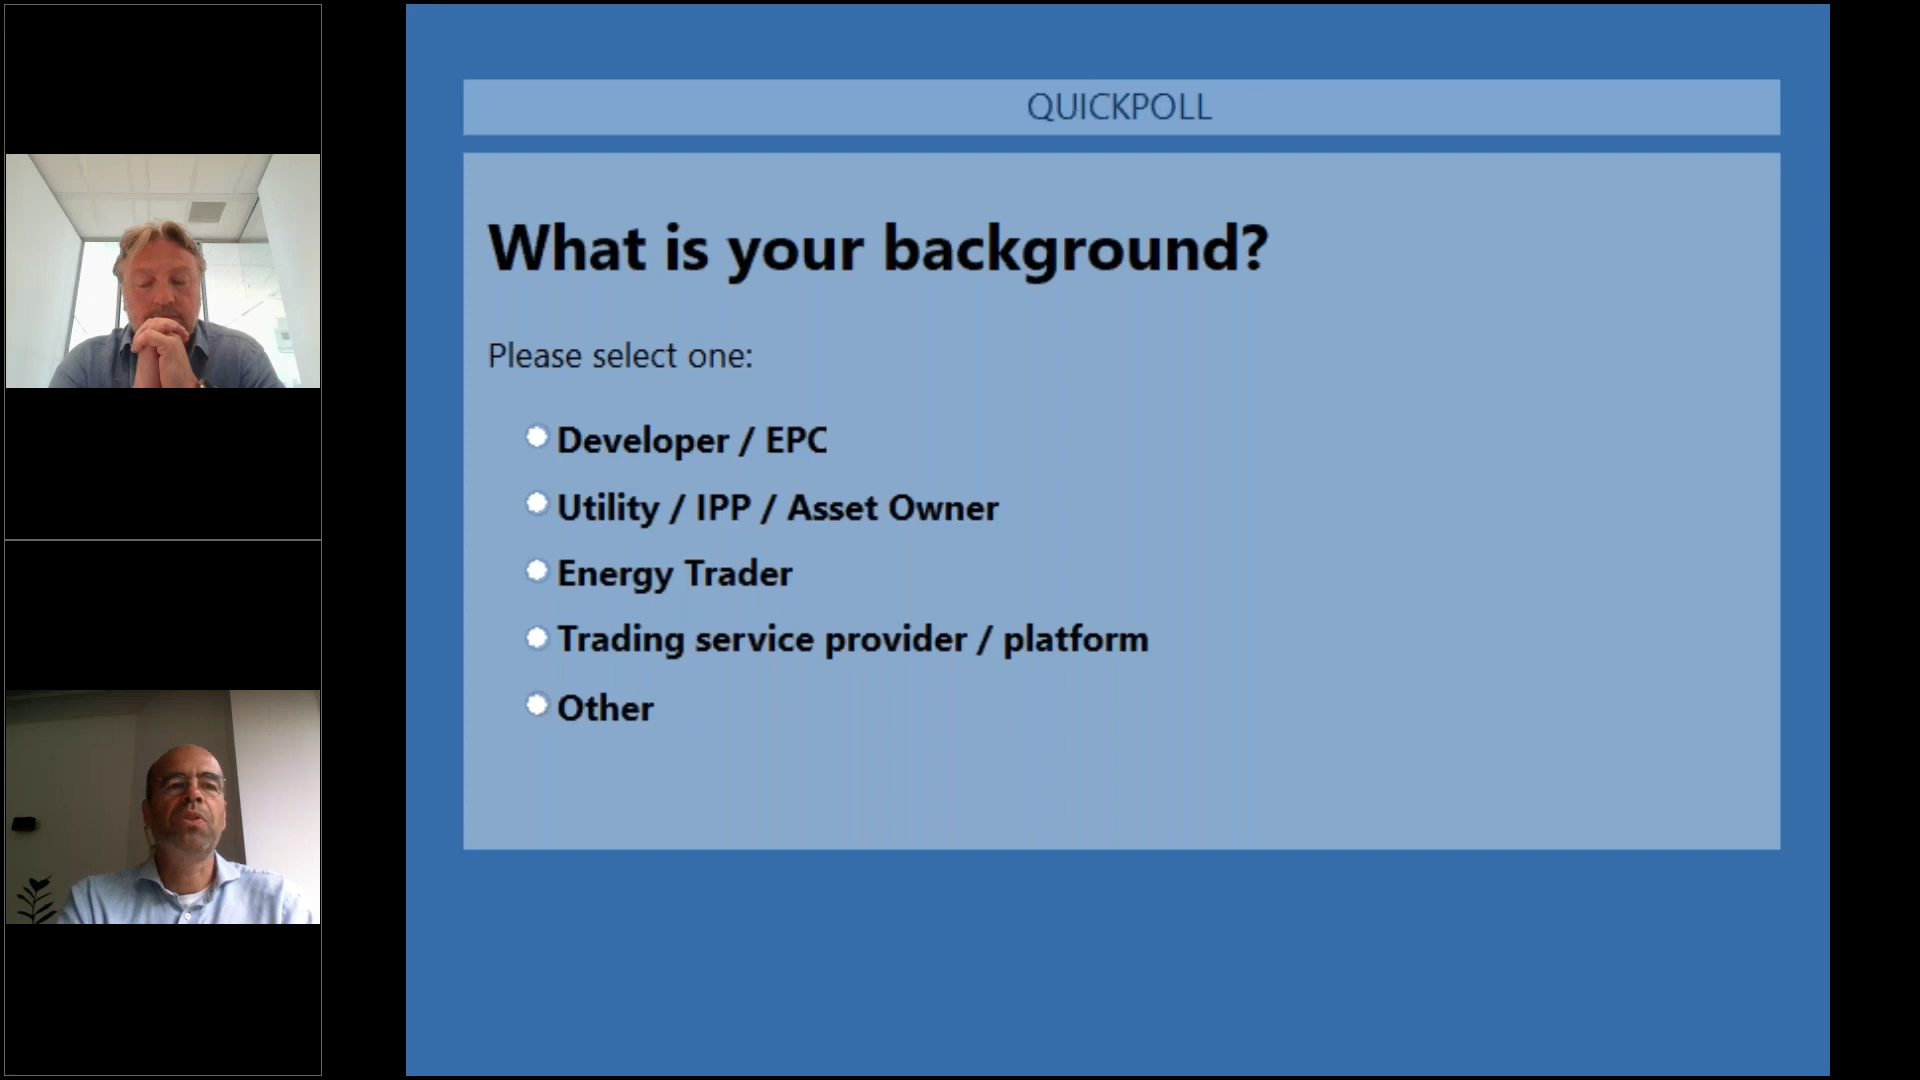 QUICKPOLL
What is your background?
Please select one:
Developer / EPC
Utility / IPP / Asset Owner
Energy Trader
Trading service provider / platform
Other